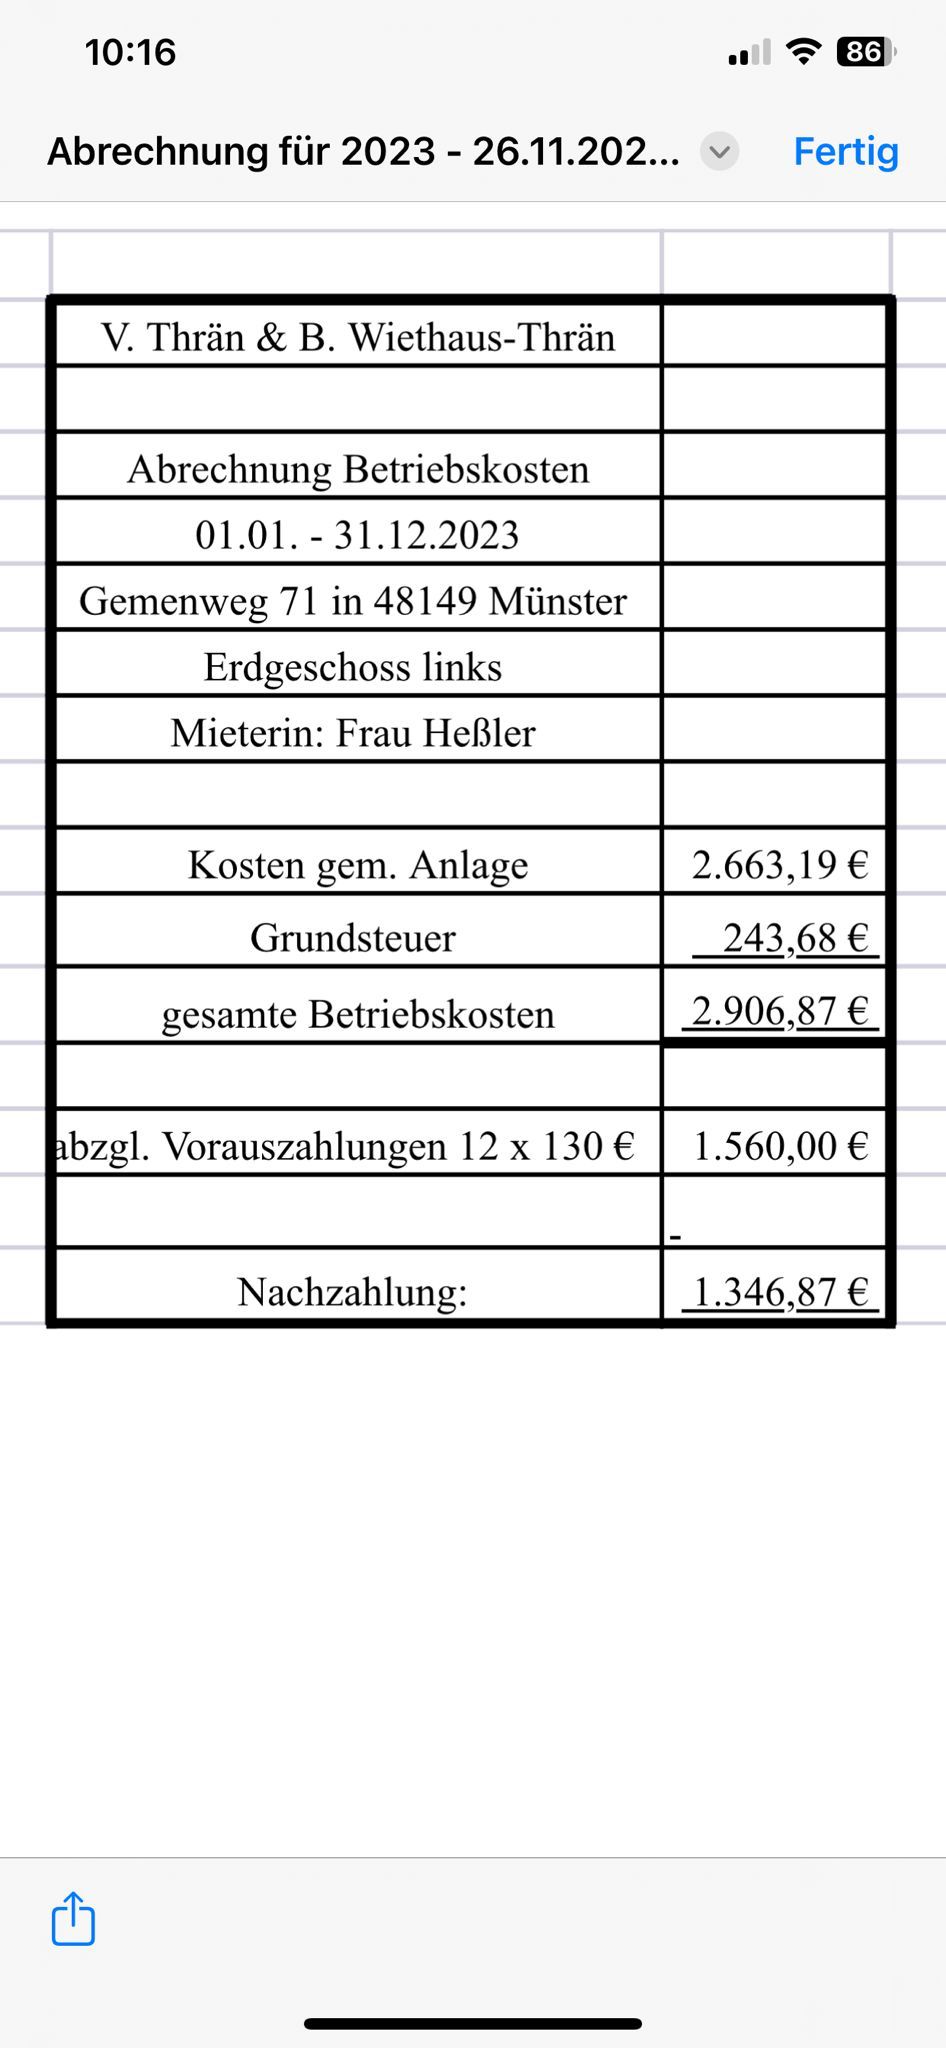 10:16
86
Abrechnung für 2023 - 26.11.202...
Fertig
V. Thrän & B. Wiethaus-Thrän
Abrechnung Betriebskosten
01.01. - 31.12.2023
Gemenweg 71 in 48149 Münster
Erdgeschoss links
Mieterin: Frau Heßler
Kosten gem. Anlage 2.663,19 €
Grundsteuer 243,68 €
gesamte Betriebskosten 2.906,87 €
abzgl. Vorauszahlungen 12 x 130 € 1.560,00 €
-
Nachzahlung: 1.346,87 €